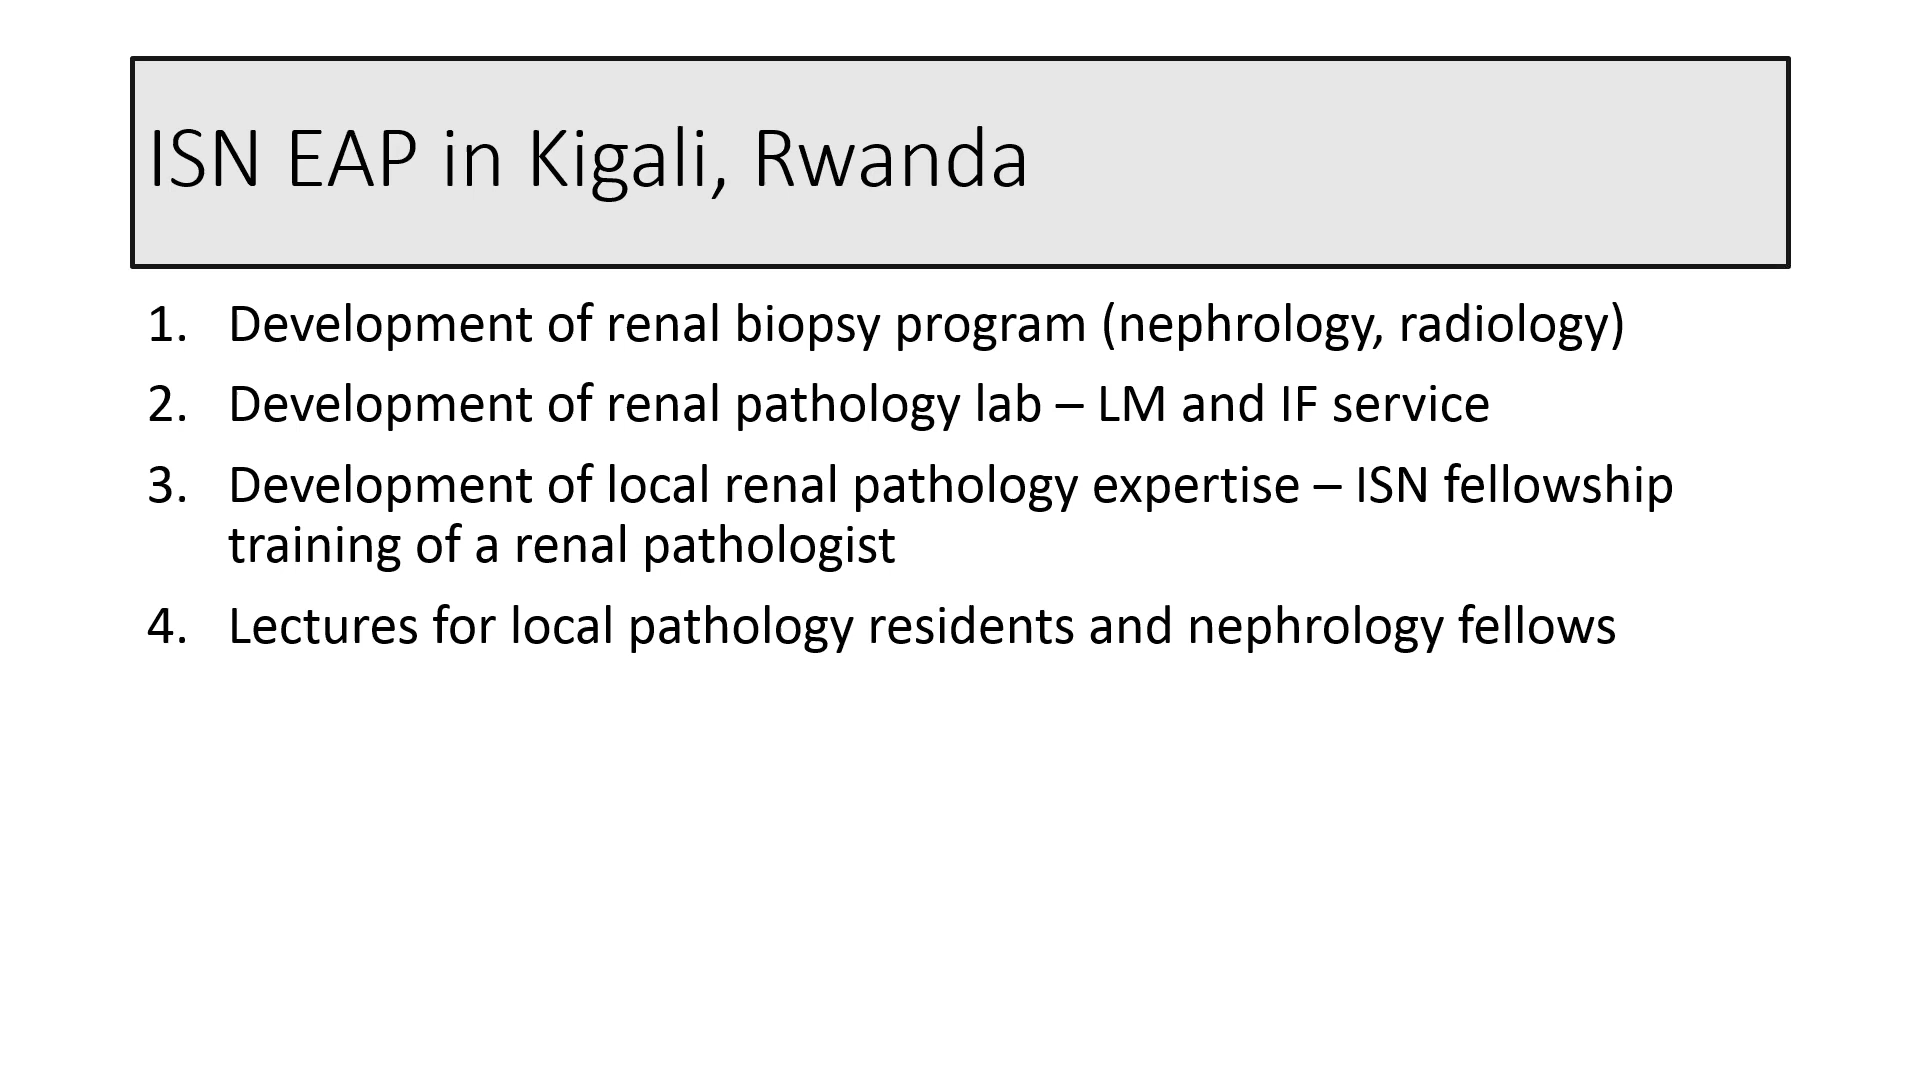 ISN EAP in Kigali, Rwanda
1. Development of renal biopsy program (nephrology, radiology)
2. Development of renal pathology lab – LM and IF service
3. Development of local renal pathology expertise – ISN fellowship
training of a renal pathologist
4. Lectures for local pathology residents and nephrology fellows